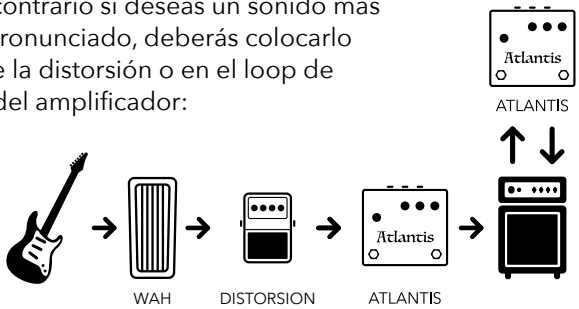 contrario si deseas un sonido más
ronunciado, deberás colocarlo
e la distorsión o en el loop de
del amplificador:
Atlantis
ATLANTIS
Atlantis
WAH
DISTORSION
ATLANTIS